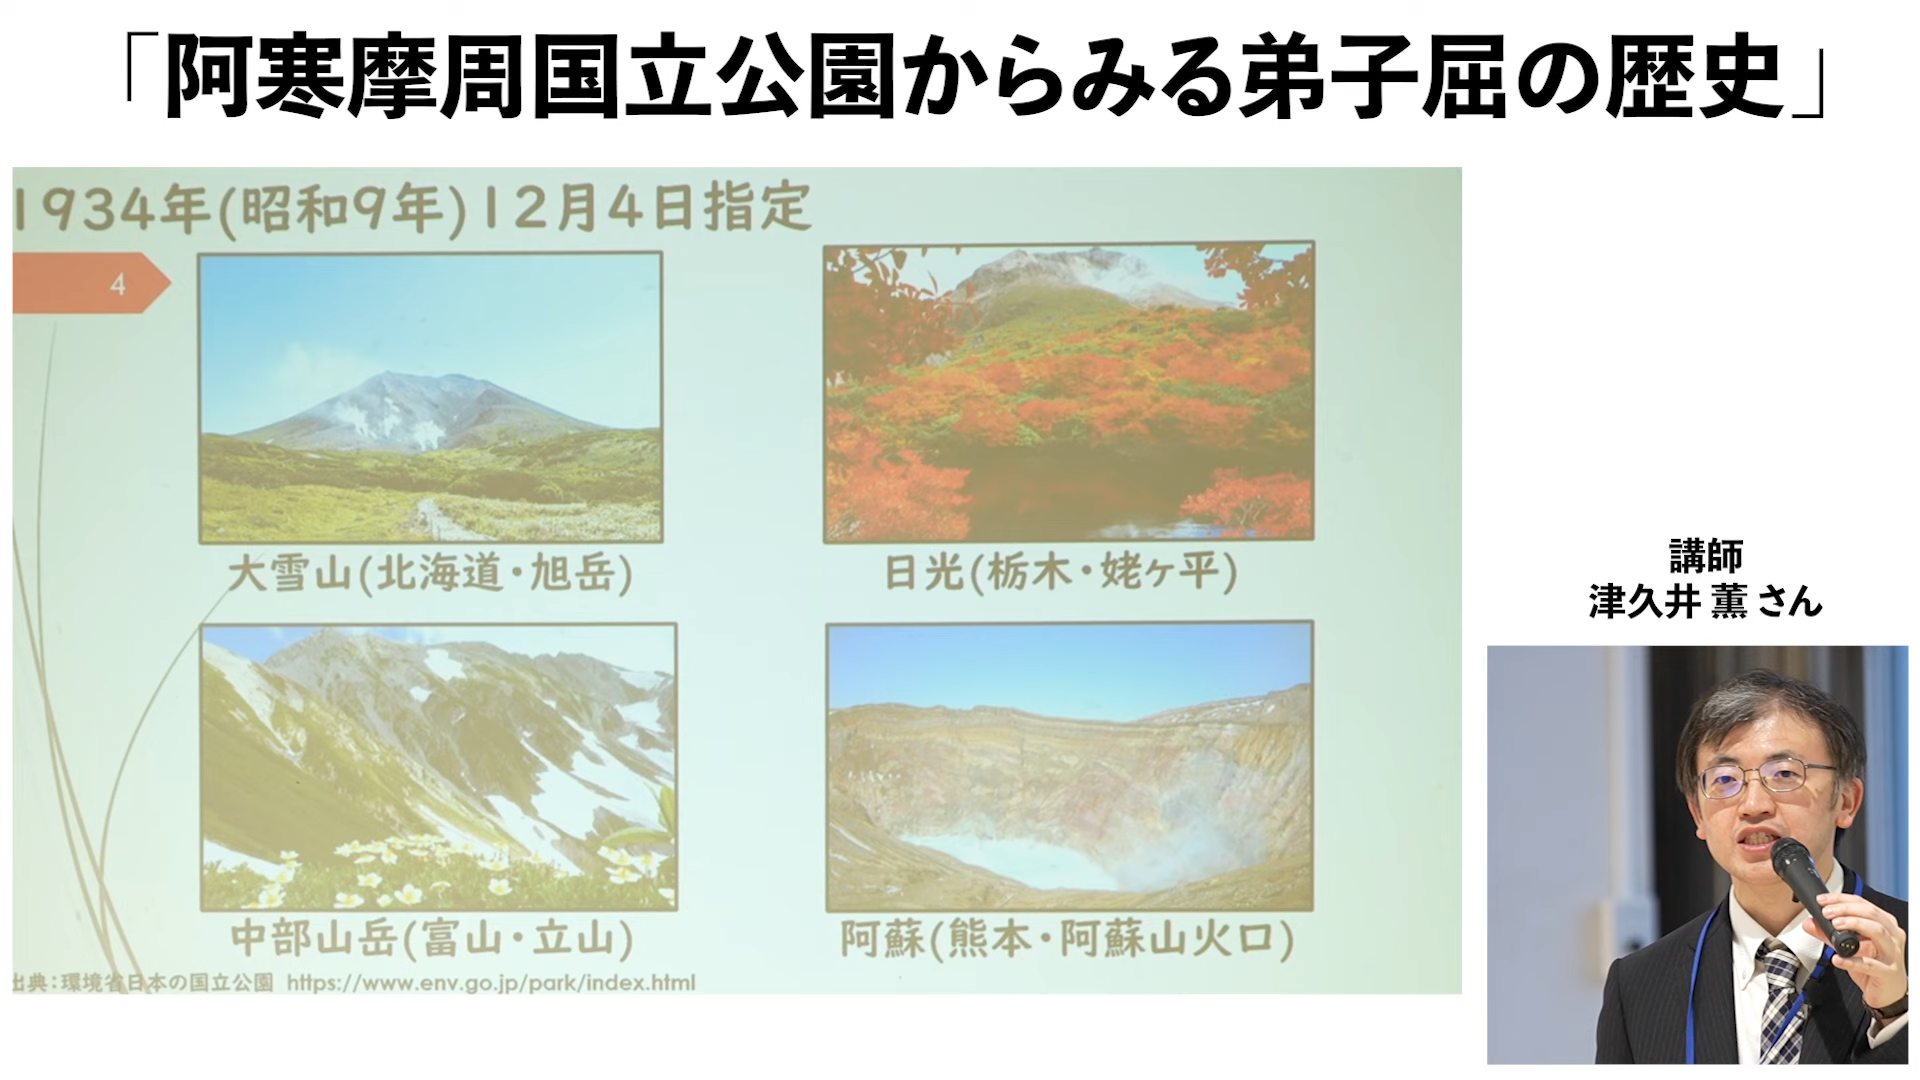 「阿寒摩周国立公園からみる弟子屈の歴史」
1934年(昭和9年)12月4日指定
4
大雪山(北海道・旭岳)
日光(栃木・姥ヶ平)
中部山岳(富山・立山)
阿蘇(熊本・阿蘇山火口)
出典:環境省日本の国立公園 https://www.env.go.jp/park/index.html
講師
津久井 薫 さん